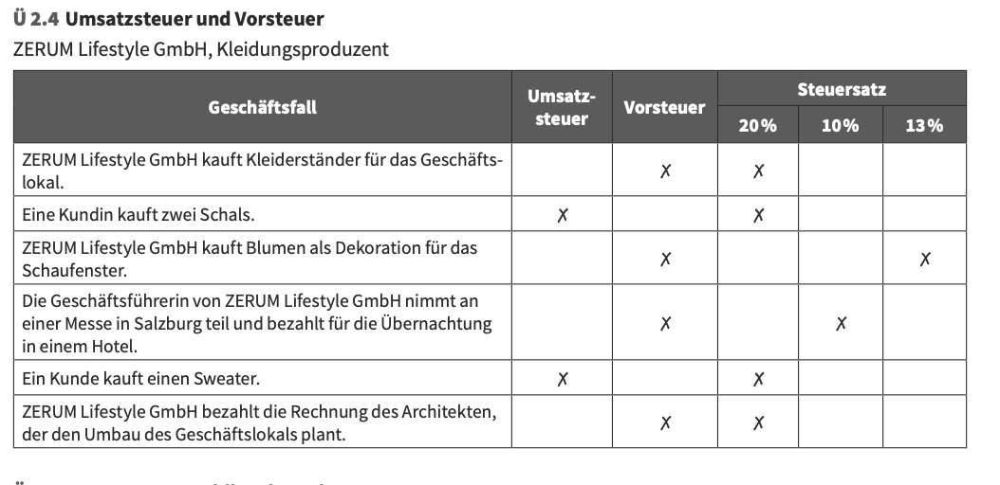 Ü 2.4 Umsatzsteuer und Vorsteuer
ZERUM Lifestyle GmbH, Kleidungsproduzent
Geschäftsfall
Umsatz-
steuer
Vorsteuer
Steuersatz
20 %
10 %
13 %
ZERUM Lifestyle GmbH kauft Kleiderständer für das Geschäfts-
lokal.
✗ ✗
Eine Kundin kauft zwei Schals.
✗ ✗
ZERUM Lifestyle GmbH kauft Blumen als Dekoration für das
Schaufenster.
✗ ✗
Die Geschäftsführerin von ZERUM Lifestyle GmbH nimmt an
einer Messe in Salzburg teil und bezahlt für die Übernachtung
in einem Hotel.
✗ ✗
Ein Kunde kauft einen Sweater.
✗ ✗
ZERUM Lifestyle GmbH bezahlt die Rechnung des Architekten,
der den Umbau des Geschäftslokals plant.
✗ ✗